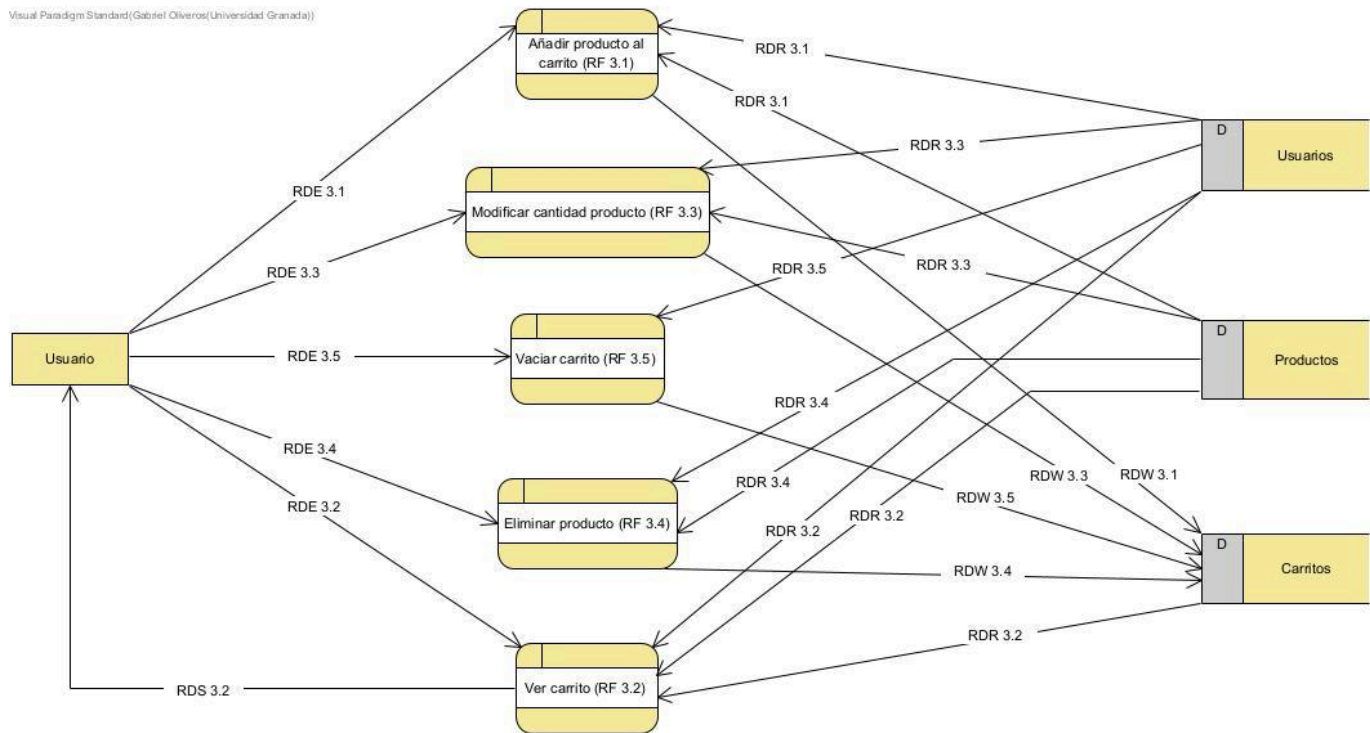 Visual Paradigm Standard(Gabriel Oliveros(Universidad Granada))
Añadir producto al
carrito (RF 3.1)
RDR 3.1
RDR 3.1
D
Usuarios
RDR 3.3
RDE 3.1
Modificar cantidad producto (RF 3.3)
RDR 3.3
RDR 3.5
RDE 3.3
D
Usuario
RDE 3.5
Vaciar carrito (RF 3.5)
Productos
RDR 3.4
RDE 3.4
RDR 3.4
RDW 3.3
RDW 3.1
RDE 3.2
RDW 3.5
Eliminar producto (RF 3.4)
RDR 3.2
RDR 3.2
D
Carritos
RDW 3.4
RDR 3.2
RDS 3.2
Ver carrito (RF 3.2)